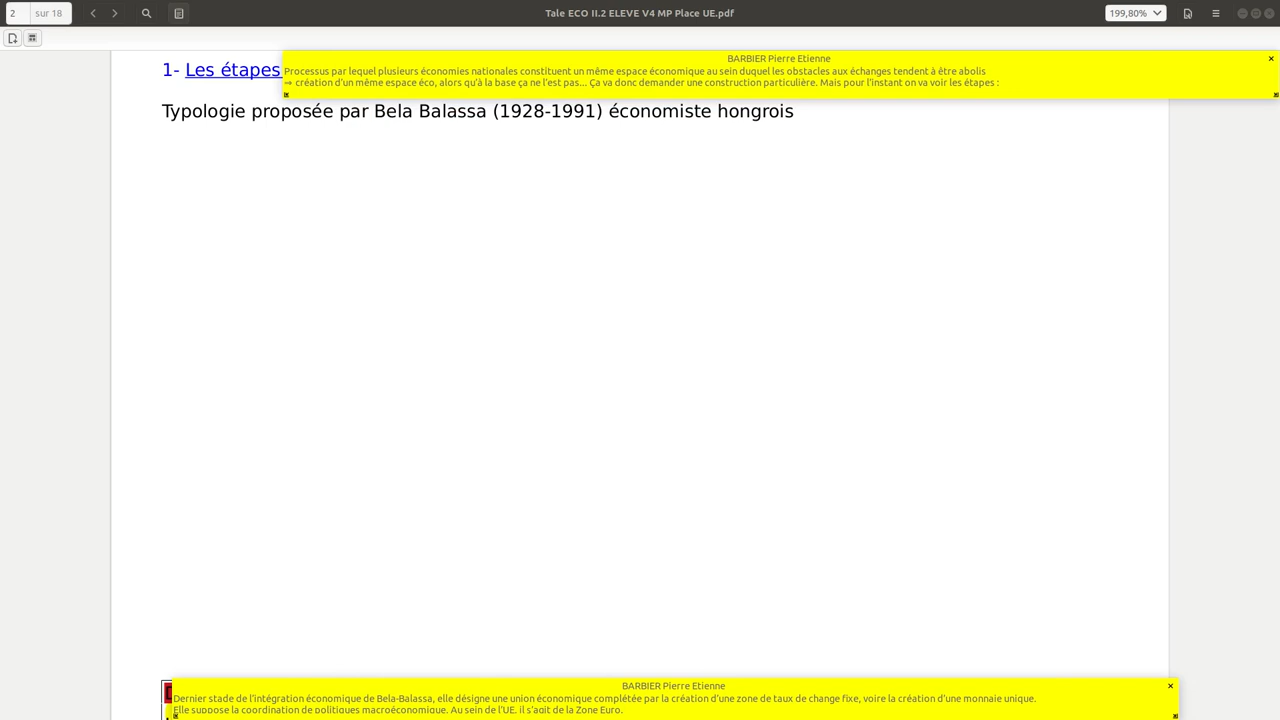 2 sur 18 Tale ECO II.2 ELEVE V4 MP Place UE.pdf 199,80%
1- Les étapes
BARBIER Pierre Etienne
Processus par lequel plusieurs économies nationales constituent un même espace économique au sein duquel les obstacles aux échanges tendent à être abolis
⇒ création d'un même espace éco, alors qu'à la base ça ne l'est pas... Ça va donc demander une construction particulière. Mais pour l'instant on va voir les étapes :
Typologie proposée par Bela Balassa (1928-1991) économiste hongrois
BARBIER Pierre Etienne
Dernier stade de l'intégration économique de Bela-Balassa, elle désigne une union économique complétée par la création d'une zone de taux de change fixe, voire la création d'une monnaie unique.
Elle suppose la coordination de politiques macroéconomique. Au sein de l'UE, il s'agit de la Zone Euro.